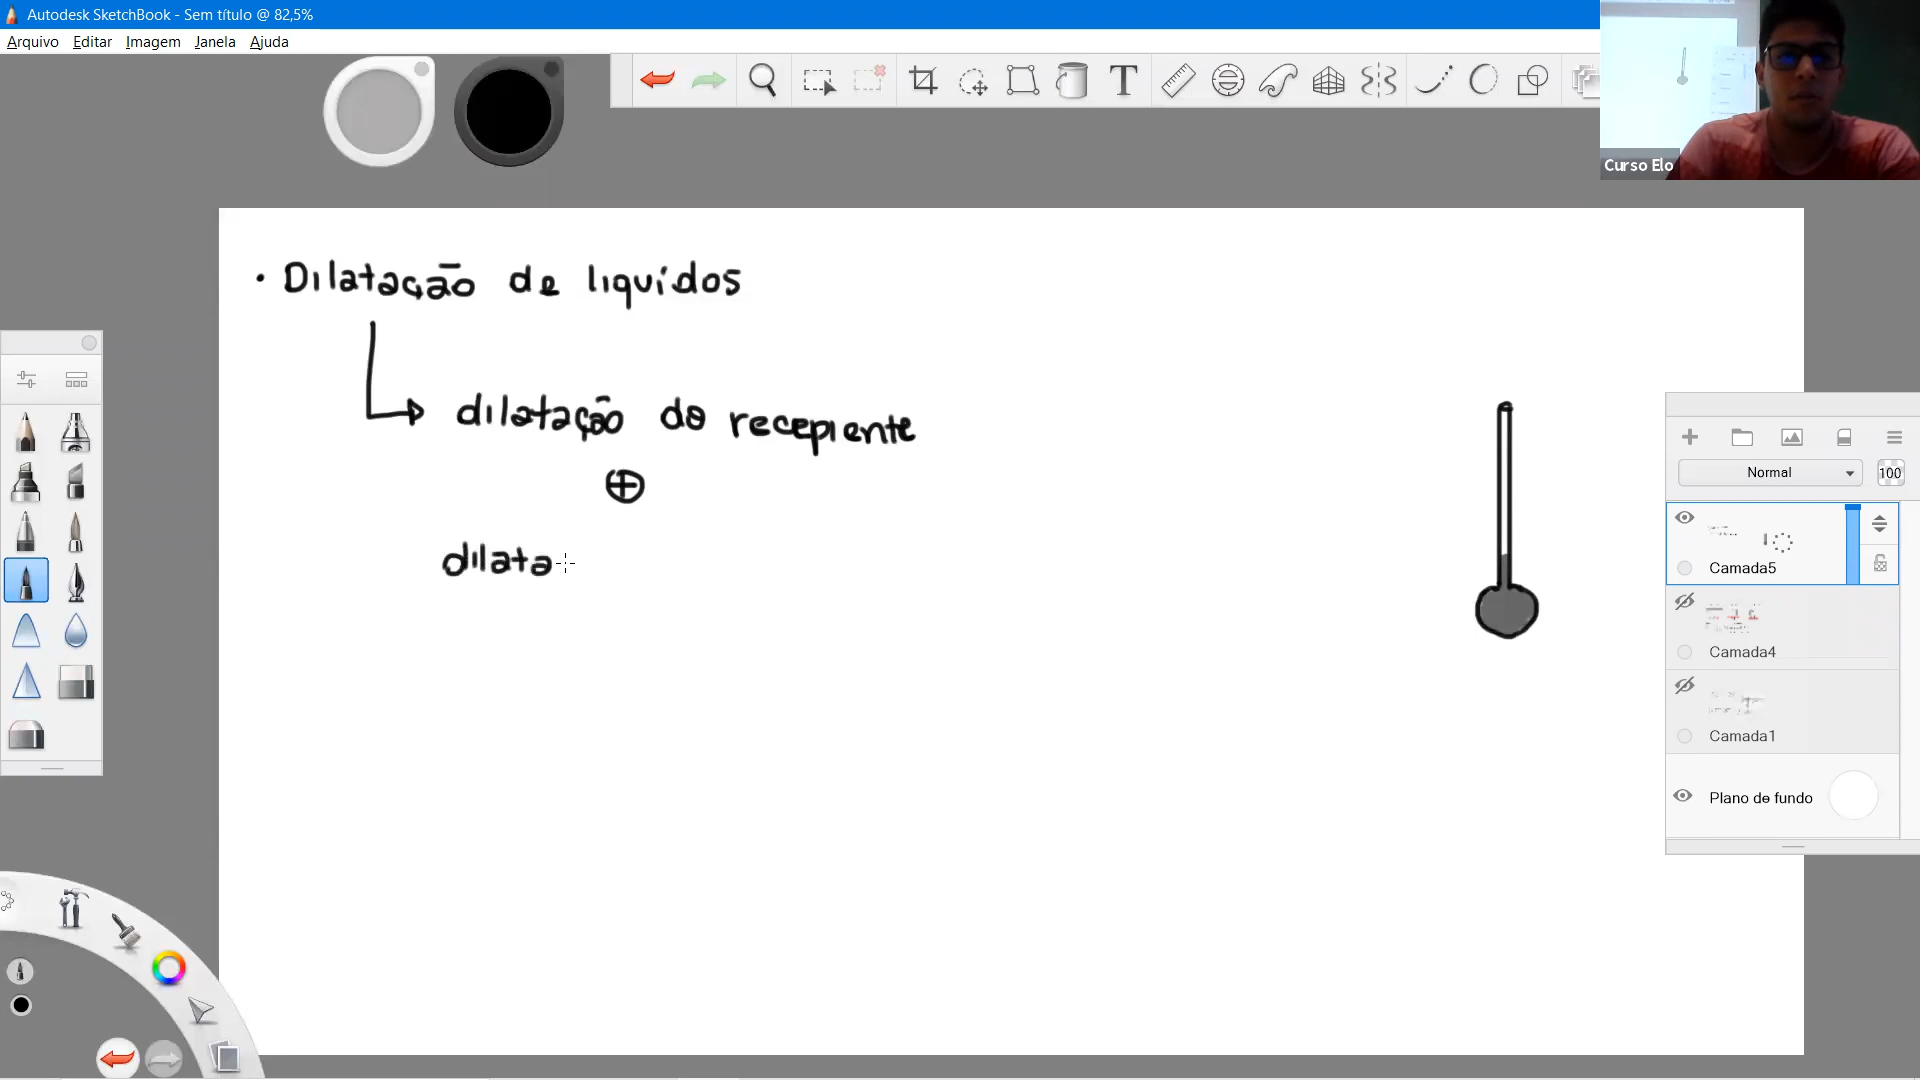 Autodesk SketchBook - Sem título @ 82,5%
Arquivo Editar Imagem Janela Ajuda
T
Curso Elo
• Dilatação de liquídos
dilatação do recepiente
⊕
dilata
Normal 100
Camada5
Camada4
Camada1
Plano de fundo